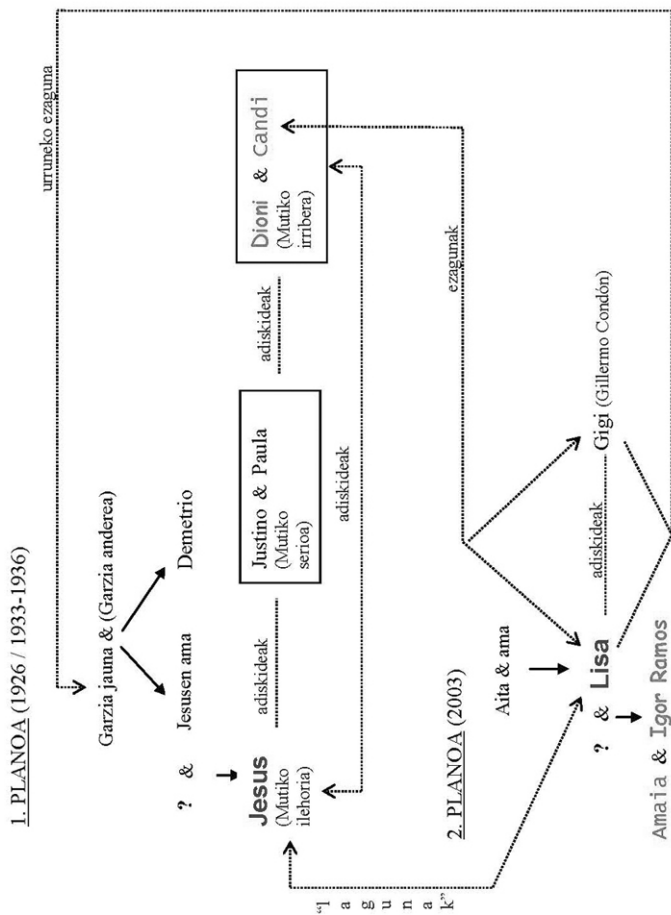 1. PLANOA (1926 / 1933-1936)
urruneko ezaguna
Garzia jauna & (Garzia anderea)
? & Jesusen ama
Demetrio
Jesus
(Mutiko
ilehoria)
adiskideak
Justino & Paula
(Mutiko
serioa)
adiskideak
Dioni & Candi
(Mutiko
irribera)
adiskideak
"lagunak"
2. PLANOA (2003)
ezagunak
Aita & ama
? & Lisa
adiskideak
Gigi (Gillermo Condón)
Amaia & Igor Ramos